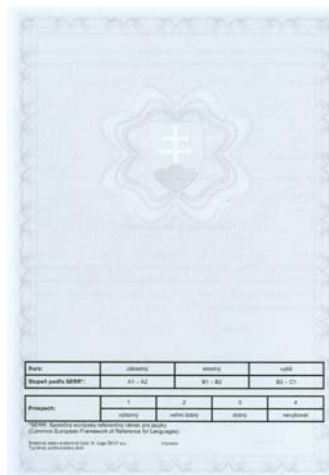 Kurz: základný stredný vyšší
Stupeň podľa SERR*: A1 - A2 B1 - B2 B2 - C1
Prospech: 1 2 3 4
výborný veľmi dobrý dobrý nevyhovel
*SERR: Spoločný európsky referenčný rámec pre jazyky
(Common European Framework of Reference for Languages)